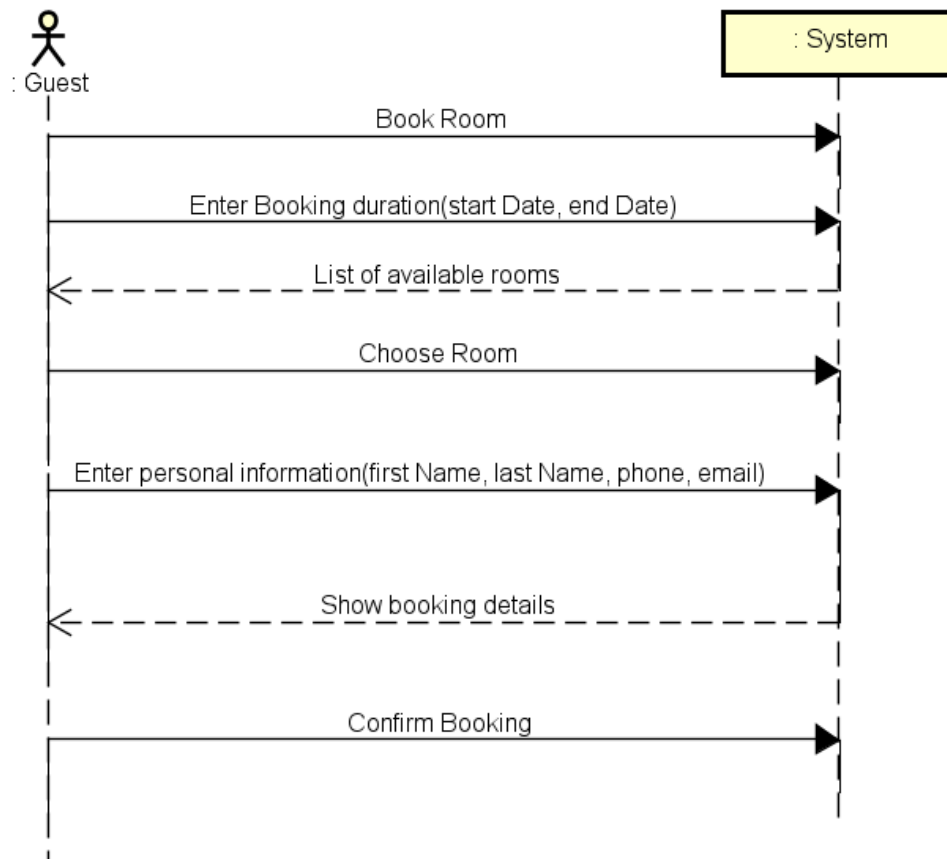 : Guest
: System
Book Room
Enter Booking duration(start Date, end Date)
List of available rooms
Choose Room
Enter personal information(first Name, last Name, phone, email)
Show booking details
Confirm Booking